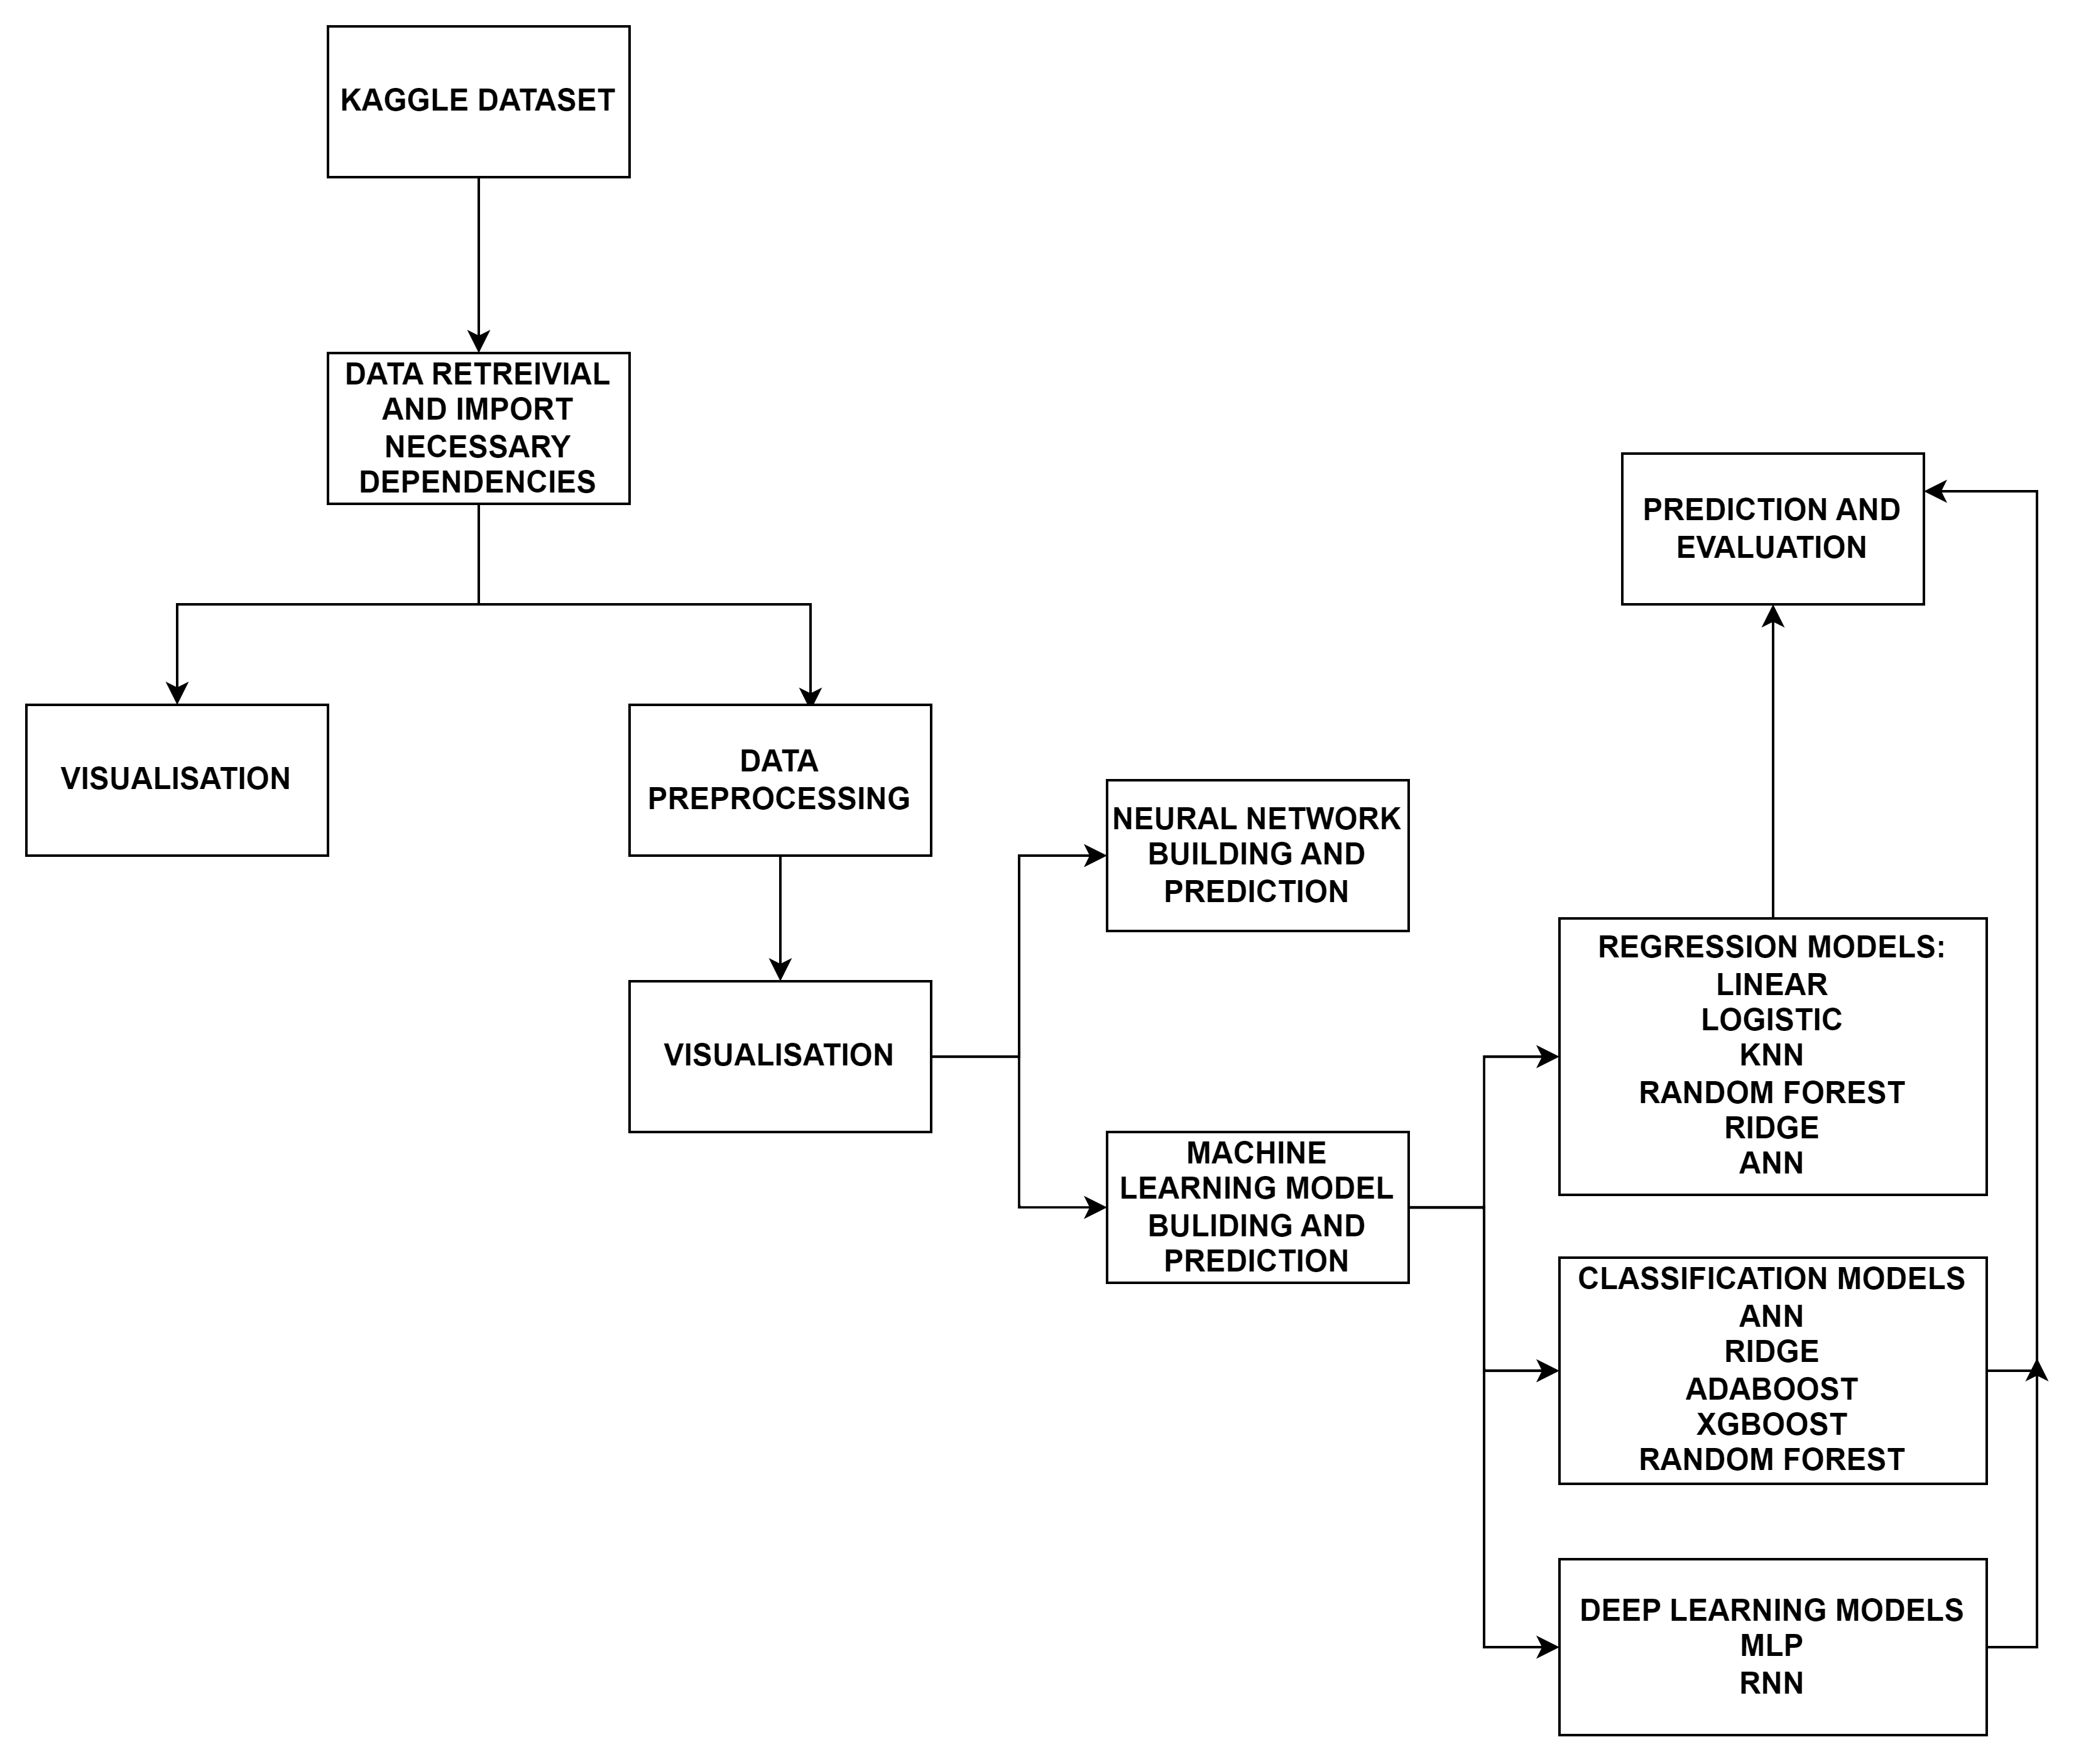 KAGGLE DATASET
DATA RETREIVIAL
AND IMPORT
NECESSARY
DEPENDENCIES
VISUALISATION
DATA
PREPROCESSING
VISUALISATION
NEURAL NETWORK
BUILDING AND
PREDICTION
MACHINE
LEARNING MODEL
BULIDING AND
PREDICTION
PREDICTION AND
EVALUATION
REGRESSION MODELS:
LINEAR
LOGISTIC
KNN
RANDOM FOREST
RIDGE
ANN
CLASSIFICATION MODELS
ANN
RIDGE
ADABOOST
XGBOOST
RANDOM FOREST
DEEP LEARNING MODELS
MLP
RNN